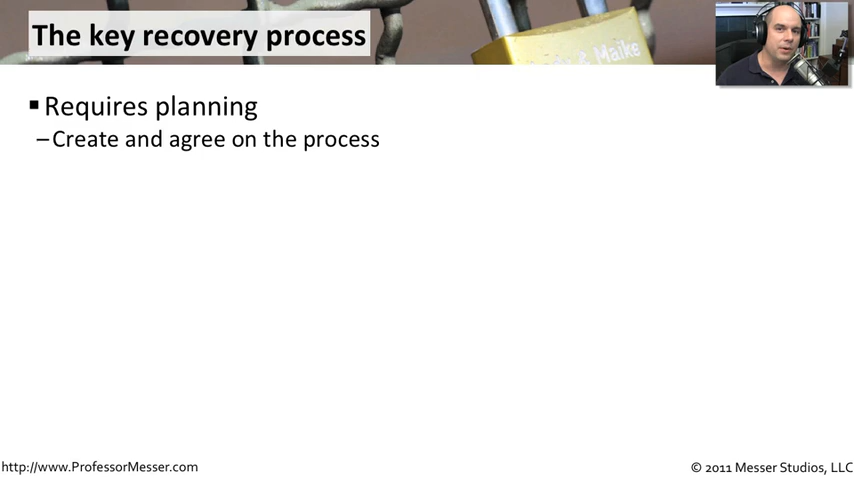 The key recovery process
& Maike
▪ Requires planning
– Create and agree on the process
http://www.ProfessorMesser.com
© 2011 Messer Studios, LLC